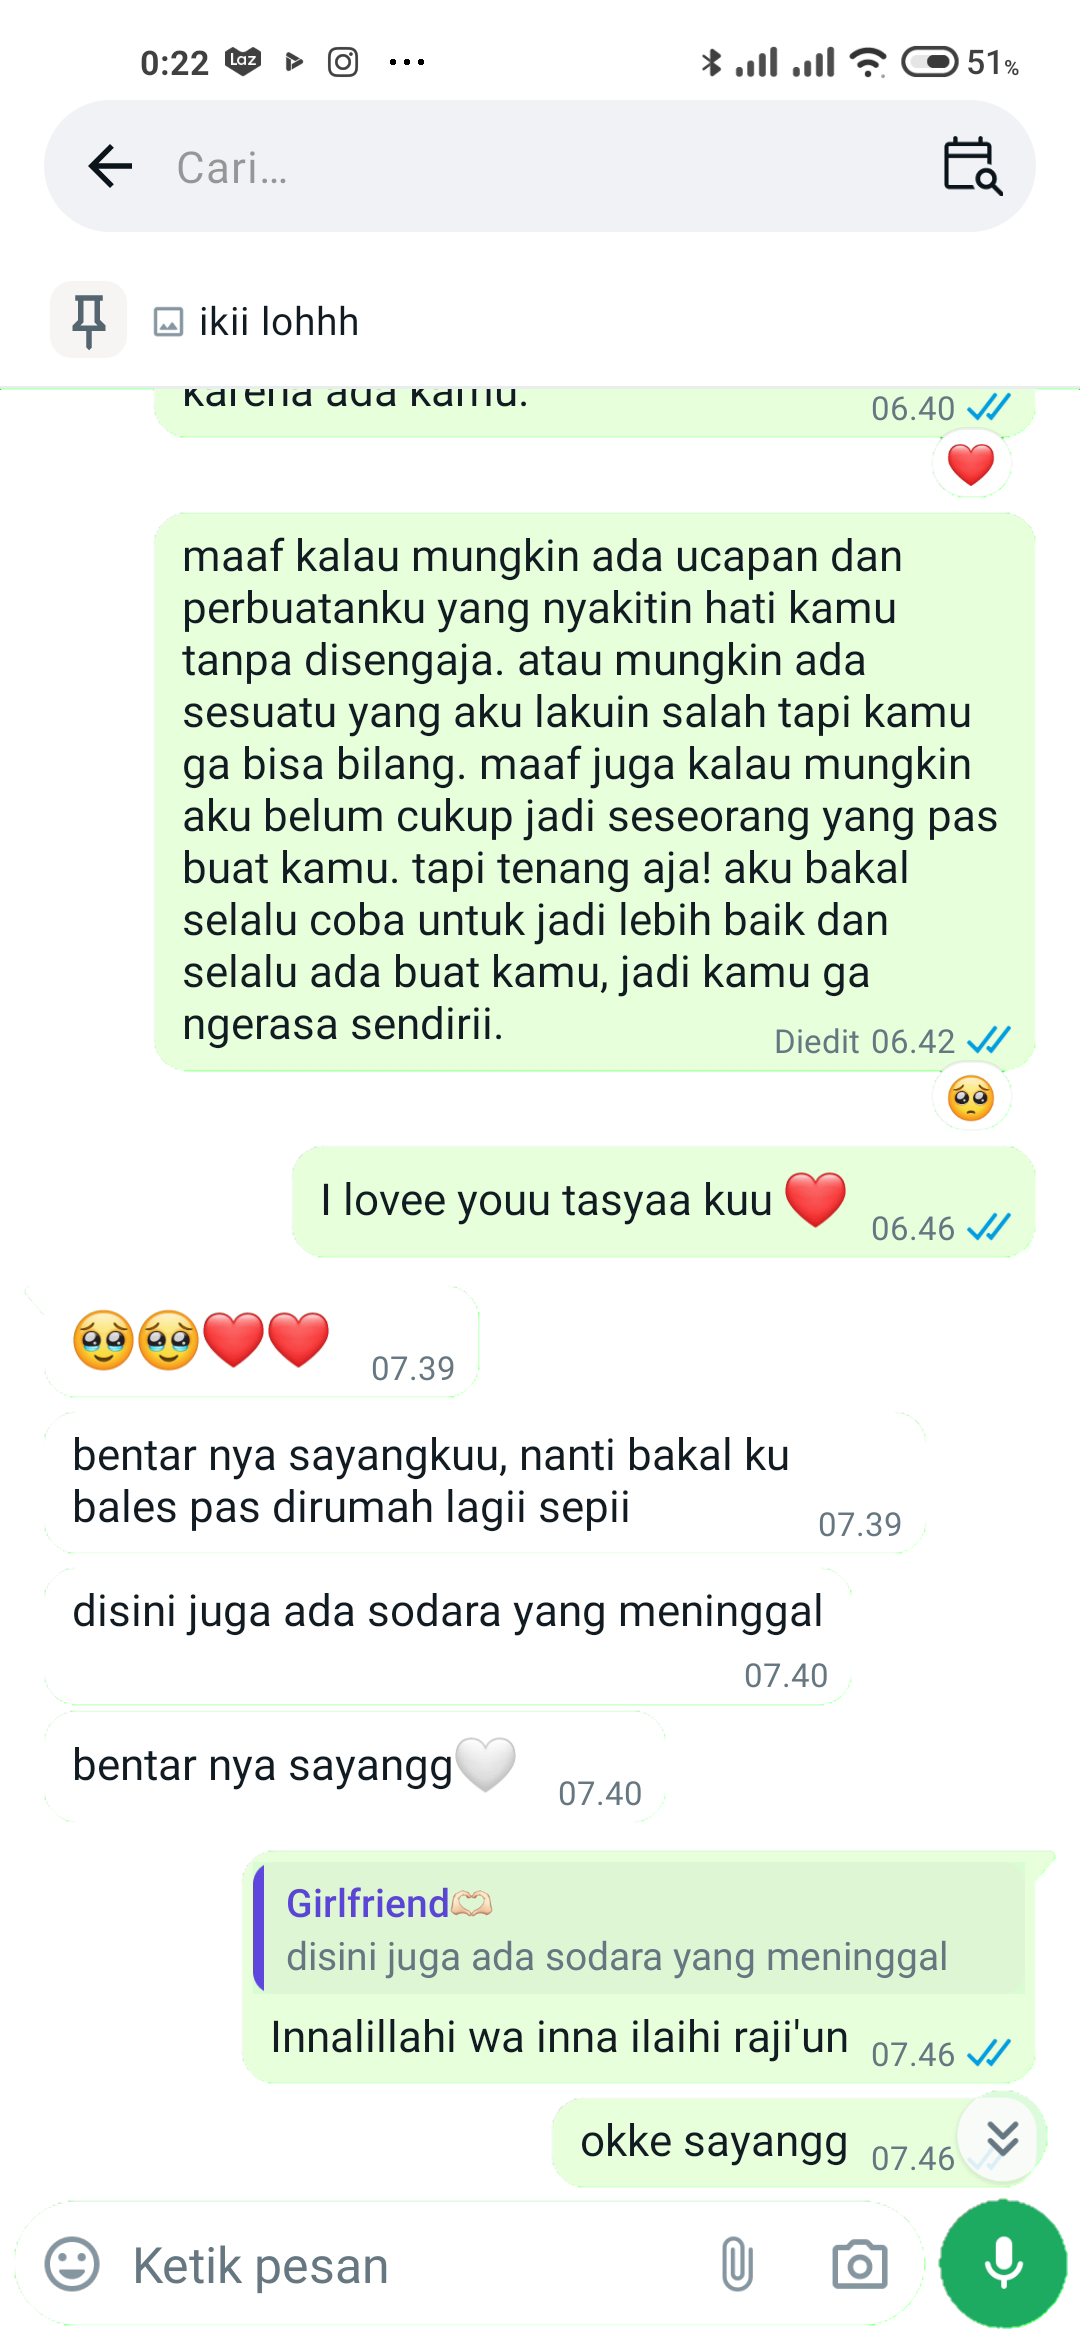 0:22 Laz 51%
Cari...
ikii lohhh
karena ada kamu.
06.40
maaf kalau mungkin ada ucapan dan
perbuatanku yang nyakitin hati kamu
tanpa disengaja. atau mungkin ada
sesuatu yang aku lakuin salah tapi kamu
ga bisa bilang. maaf juga kalau mungkin
aku belum cukup jadi seseorang yang pas
buat kamu. tapi tenang aja! aku bakal
selalu coba untuk jadi lebih baik dan
selalu ada buat kamu, jadi kamu ga
ngerasa sendirii.
Diedit 06.42
I lovee youu tasyaa kuu ❤️ 06.46
🥹🥹❤️❤️ 07.39
bentar nya sayangkuu, nanti bakal ku
bales pas dirumah lagii sepii
07.39
disini juga ada sodara yang meninggal
07.40
bentar nya sayangg🤍 07.40
Girlfriend🫶🏻
disini juga ada sodara yang meninggal
Innalillahi wa inna ilaihi raji'un 07.46
okke sayangg 07.46
Ketik pesan